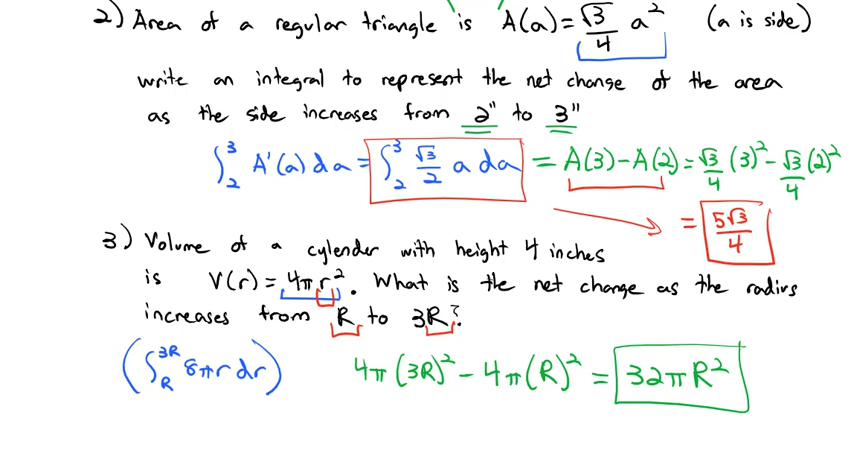 2) Area of a regular triangle is A(a) = √3/4 a² (a is side)
write an integral to represent the net change of the area
as the side increases from 2" to 3"
∫₂³ A'(a) da = ∫₂³ √3/2 a da = A(3) – A(2) = √3/4 (3)² – √3/4 (2)²
= 5√3/4
3) Volume of a cylender with height 4 inches
is V(r) = 4πr². What is the net change as the radius
increases from R to 3R?
(∫_R^3R 8πr dr) 4π(3R)² – 4π(R)² = 32πR²